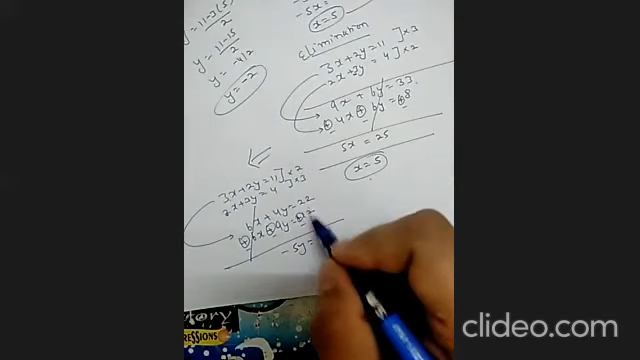 y = 11-3(5)/2
y = 11-15/2
y = -4/2
y = -2
-5x =
x = 5
Elimination
3x + 2y = 11 ] x 3
2x + 3y = 4 ] x 2
9x + 6y = 33
4x + 6y = 8
5x = 25
x = 5
3x + 2y = 11 ] x 2
2x + 3y = 4 ] x 3
6x + 4y = 22
6x + 9y = 12
-5y =
clideo.com